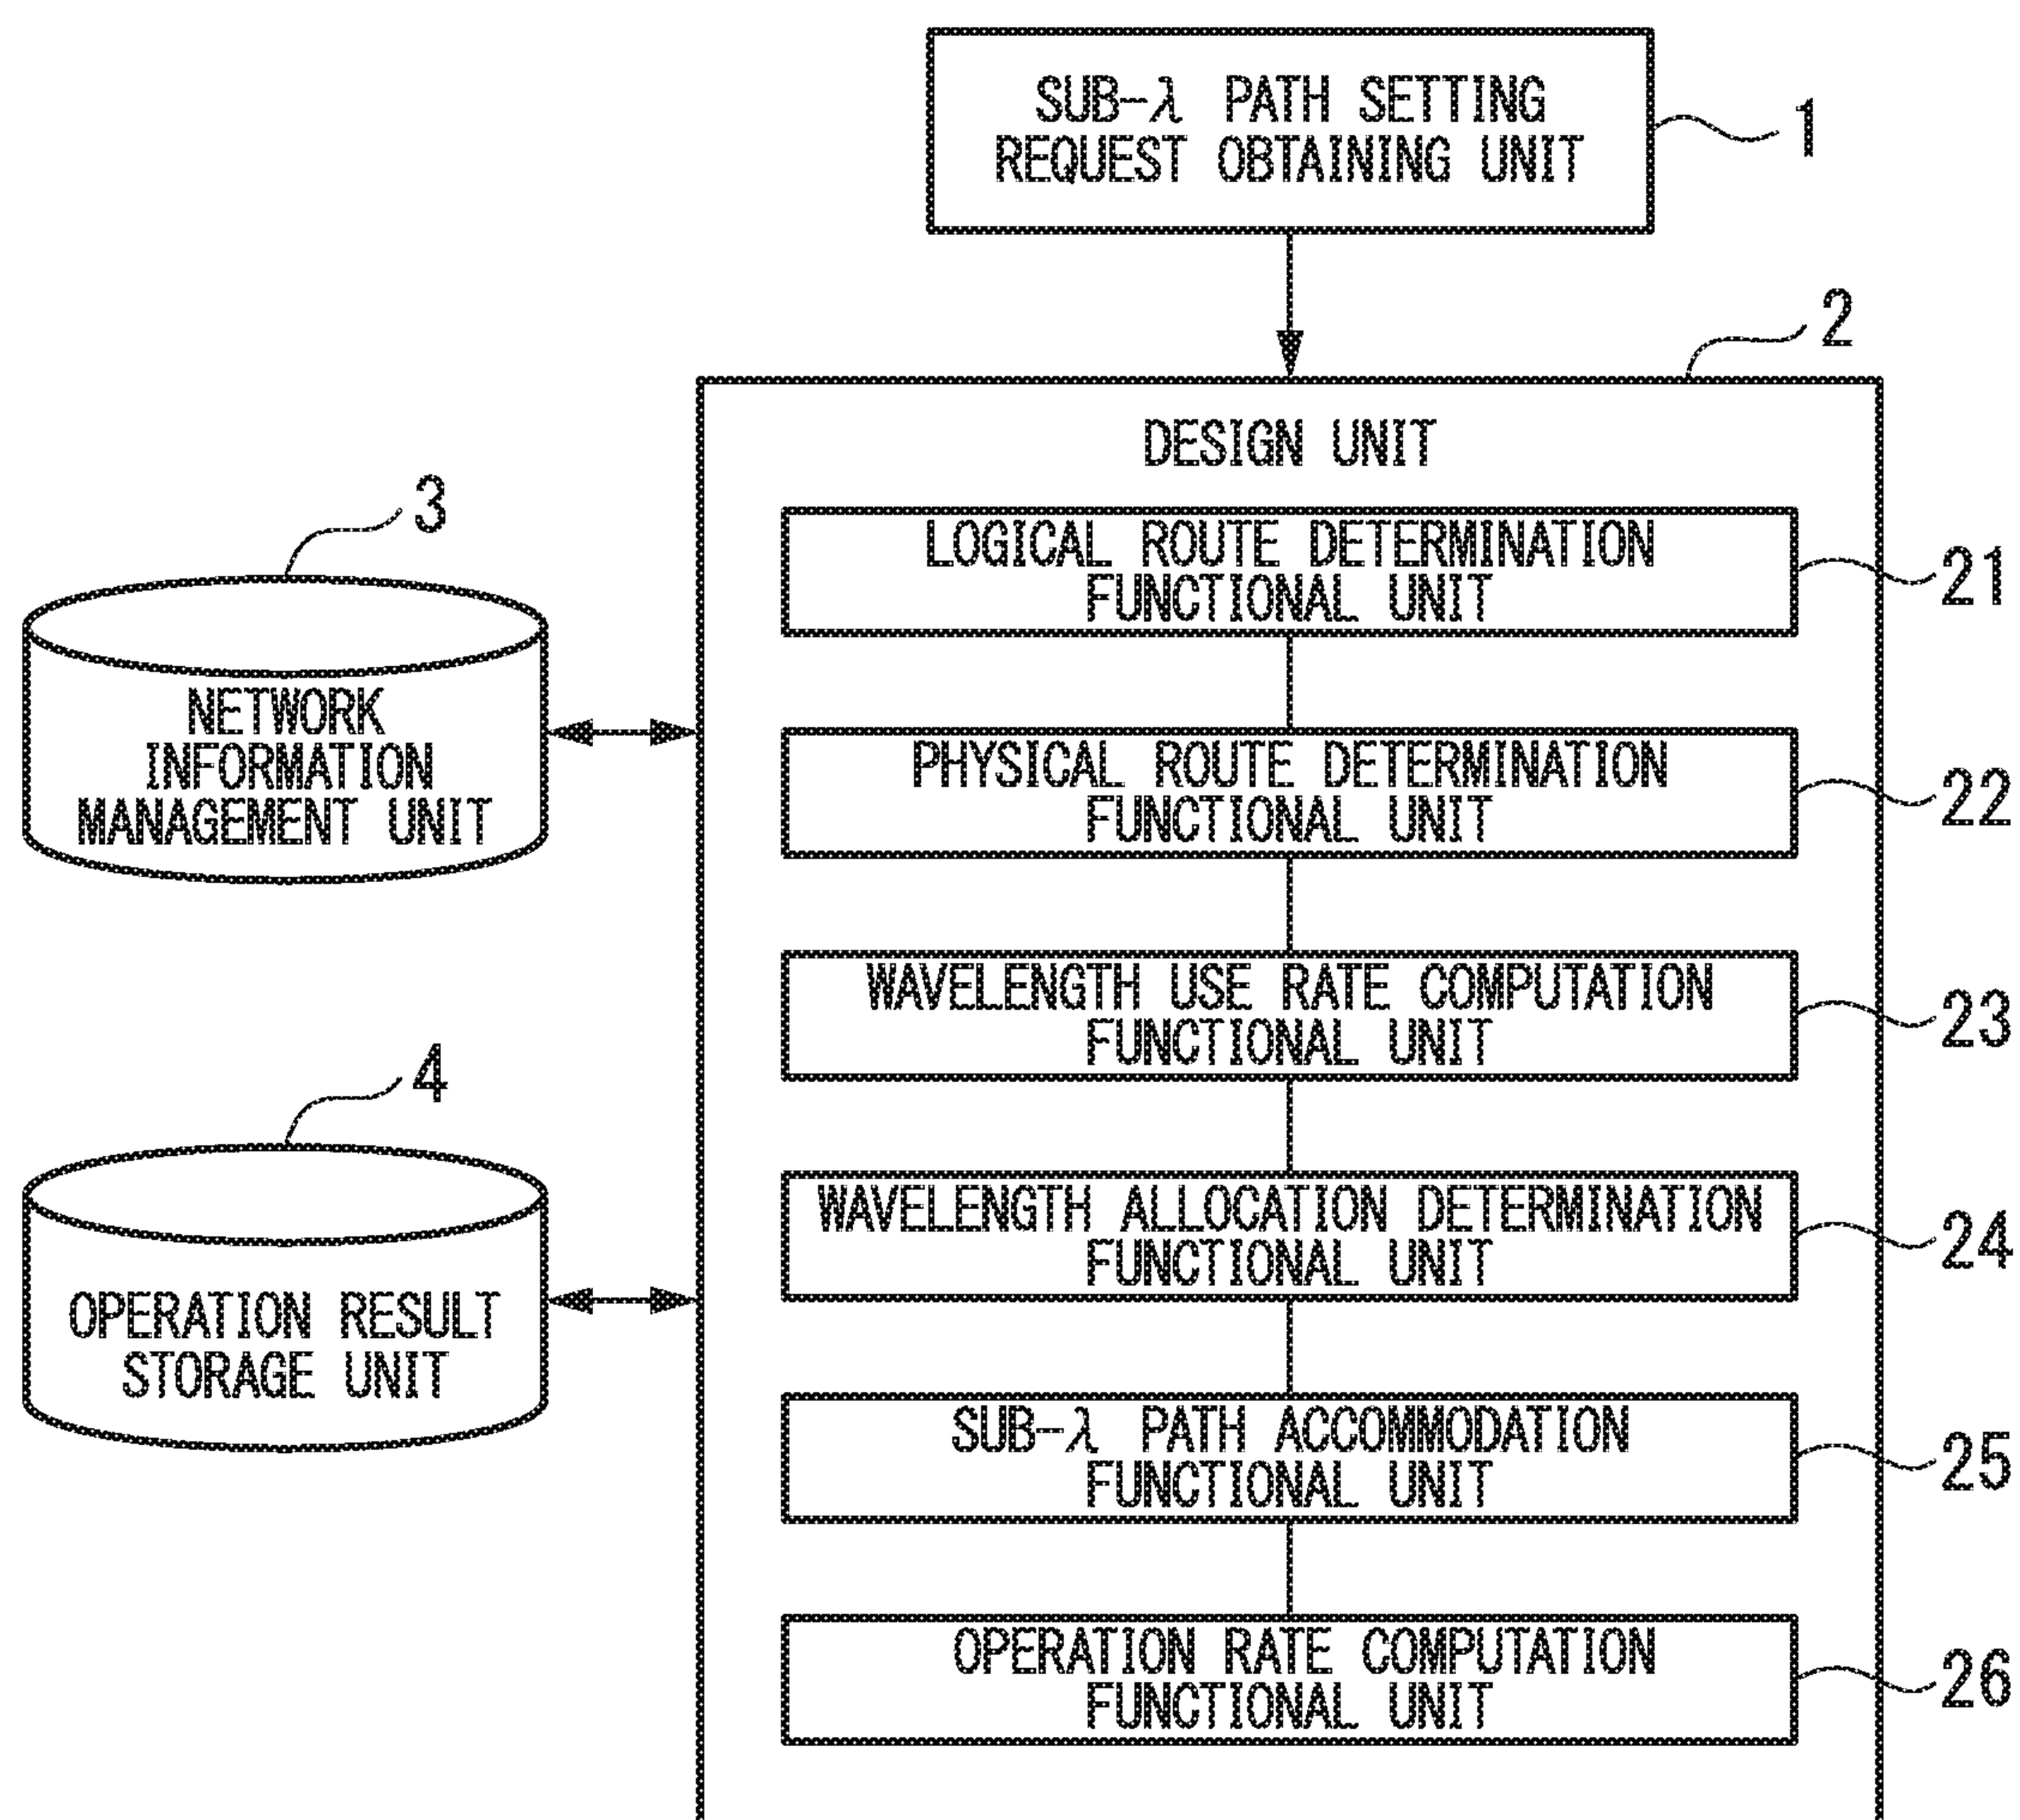 SUB-λ PATH SETTING
REQUEST OBTAINING UNIT
1
2
DESIGN UNIT
3
LOGICAL ROUTE DETERMINATION
FUNCTIONAL UNIT
21
NETWORK
INFORMATION
MANAGEMENT UNIT
PHYSICAL ROUTE DETERMINATION
FUNCTIONAL UNIT
22
WAVELENGTH USE RATE COMPUTATION
FUNCTIONAL UNIT
23
4
WAVELENGTH ALLOCATION DETERMINATION
FUNCTIONAL UNIT
24
OPERATION RESULT
STORAGE UNIT
SUB-λ PATH ACCOMMODATION
FUNCTIONAL UNIT
25
OPERATION RATE COMPUTATION
FUNCTIONAL UNIT
26